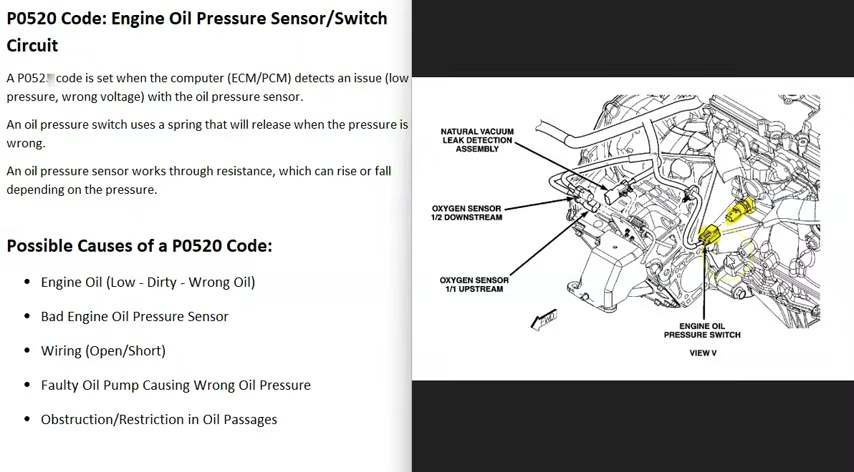 P0520 Code: Engine Oil Pressure Sensor/Switch
Circuit
A P052 code is set when the computer (ECM/PCM) detects an issue (low
pressure, wrong voltage) with the oil pressure sensor.
An oil pressure switch uses a spring that will release when the pressure is
wrong.
An oil pressure sensor works through resistance, which can rise or fall
depending on the pressure.
Possible Causes of a P0520 Code:
• Engine Oil (Low - Dirty - Wrong Oil)
• Bad Engine Oil Pressure Sensor
• Wiring (Open/Short)
• Faulty Oil Pump Causing Wrong Oil Pressure
• Obstruction/Restriction in Oil Passages
NATURAL VACUUM
LEAK DETECTION
ASSEMBLY
OXYGEN SENSOR
1/2 DOWNSTREAM
OXYGEN SENSOR
1/1 UPSTREAM
FWD
ENGINE OIL
PRESSURE SWITCH
VIEW V